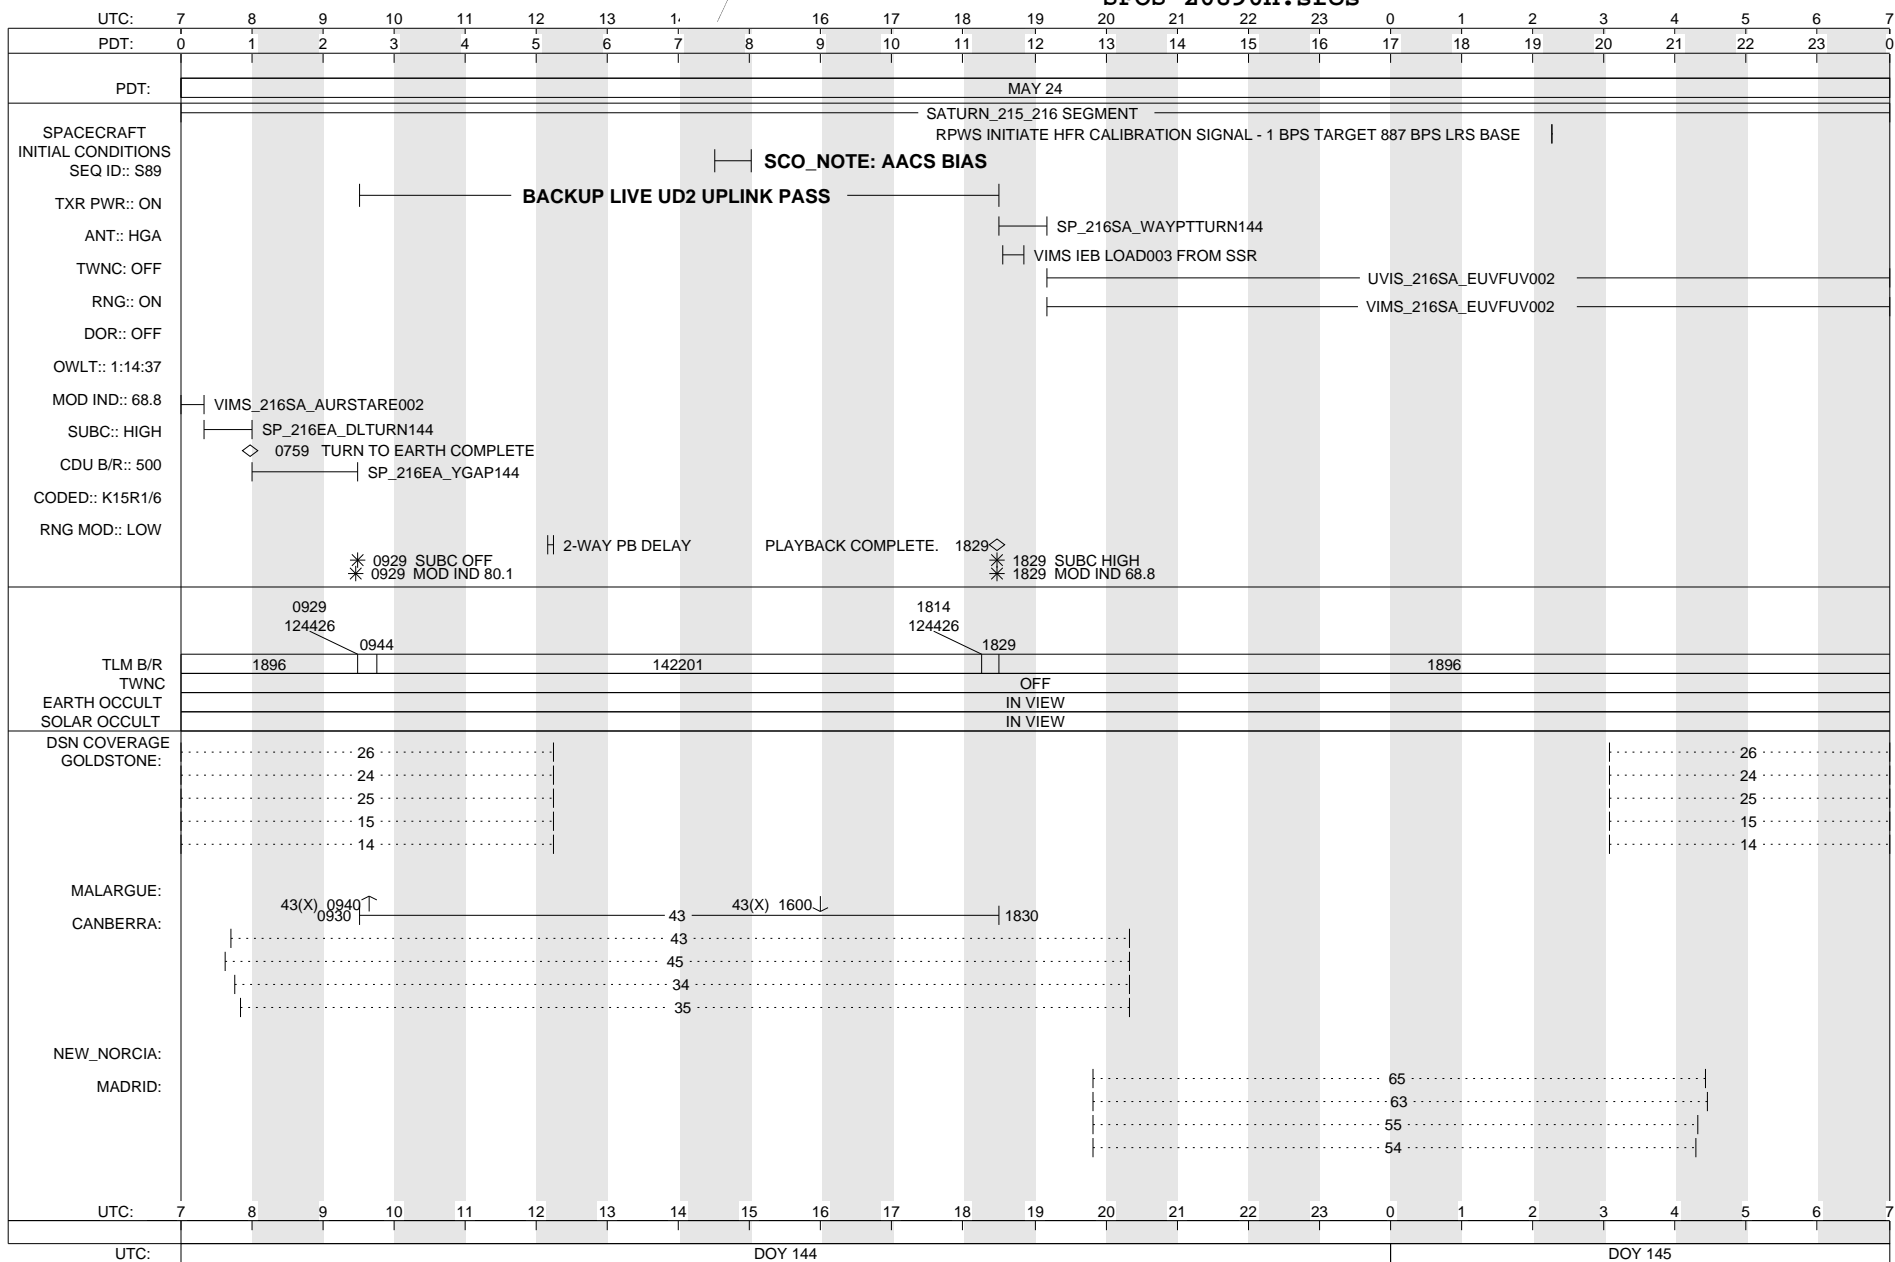 UTC: 7 8 9 10 11 12 13 16 17 18 19 20 21 22 23 0 1 2 3 4 5 6 7
PDT: 0 1 2 3 4 5 6 7 8 9 10 11 12 13 14 15 16 17 18 19 20 21 22 23 0
PDT: MAY 24
SATURN_215_216 SEGMENT
SPACECRAFT
RPWS INITIATE HFR CALIBRATION SIGNAL - 1 BPS TARGET 887 BPS LRS BASE
INITIAL CONDITIONS
SCO_NOTE: AACS BIAS
SEQ ID:: S89
BACKUP LIVE UD2 UPLINK PASS
TXR PWR:: ON
SP_216SA_WAYPTTURN144
ANT:: HGA
VIMS IEB LOAD003 FROM SSR
TWNC: OFF
UVIS_216SA_EUVFUV002
RNG:: ON
VIMS_216SA_EUVFUV002
DOR:: OFF
OWLT:: 1:14:37
MOD IND:: 68.8
VIMS_216SA_AURSTARE002
SUBC:: HIGH
SP_216EA_DLTURN144
0759 TURN TO EARTH COMPLETE
CDU B/R:: 500
SP_216EA_YGAP144
CODED:: K15R1/6
RNG MOD:: LOW
2-WAY PB DELAY PLAYBACK COMPLETE. 1829
0929 SUBC OFF 1829 SUBC HIGH
0929 MOD IND 80.1 1829 MOD IND 68.8
0929 1814
124426 124426
0944 1829
TLM B/R 1896 142201 1896
TWNC OFF
EARTH OCCULT IN VIEW
SOLAR OCCULT IN VIEW
DSN COVERAGE
GOLDSTONE:
26 26
24 24
25 25
15 15
14 14
MALARGUE:
43(X) 0940 43(X) 1600
0930 43 1830
CANBERRA:
43
45
34
35
NEW_NORCIA:
65
MADRID:
63
55
54
UTC: 7 8 9 10 11 12 13 14 15 16 17 18 19 20 21 22 23 0 1 2 3 4 5 6 7
UTC: DOY 144 DOY 145